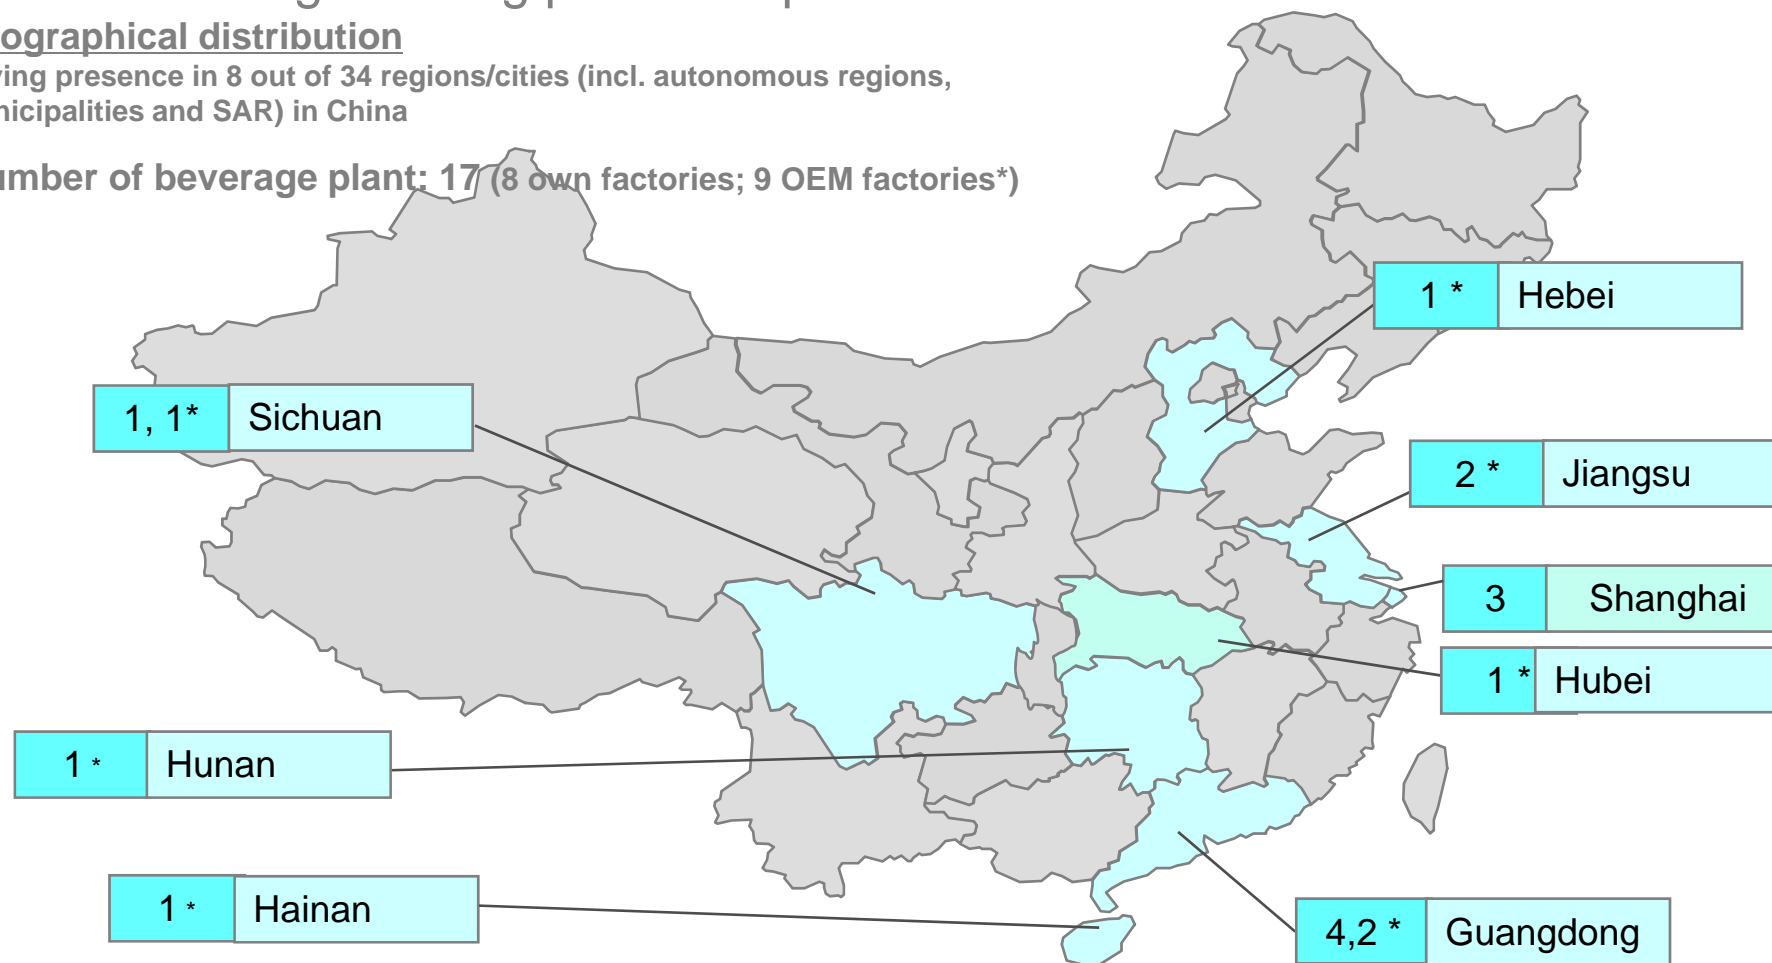 ographical distribution
ving presence in 8 out of 34 regions/cities (incl. autonomous regions,
nicipalities and SAR) in China
umber of beverage plant: 17 (8 own factories; 9 OEM factories*)
1 * Hebei
1, 1* Sichuan
2 * Jiangsu
3 Shanghai
1 * Hubei
1 * Hunan
1 * Hainan
4,2 * Guangdong